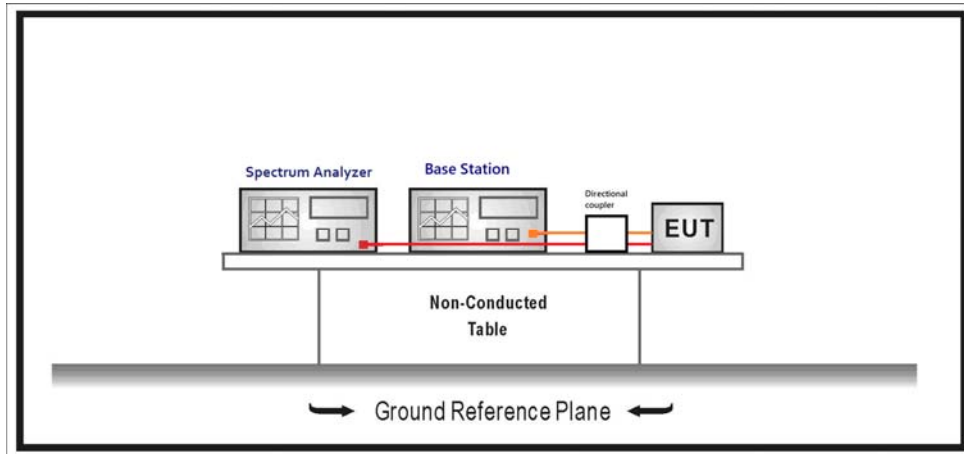 Spectrum Analyzer
Base Station
Directional
coupler
EUT
Non-Conducted
Table
Ground Reference Plane